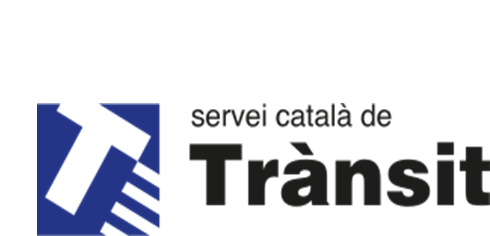 servei català de
Trànsit